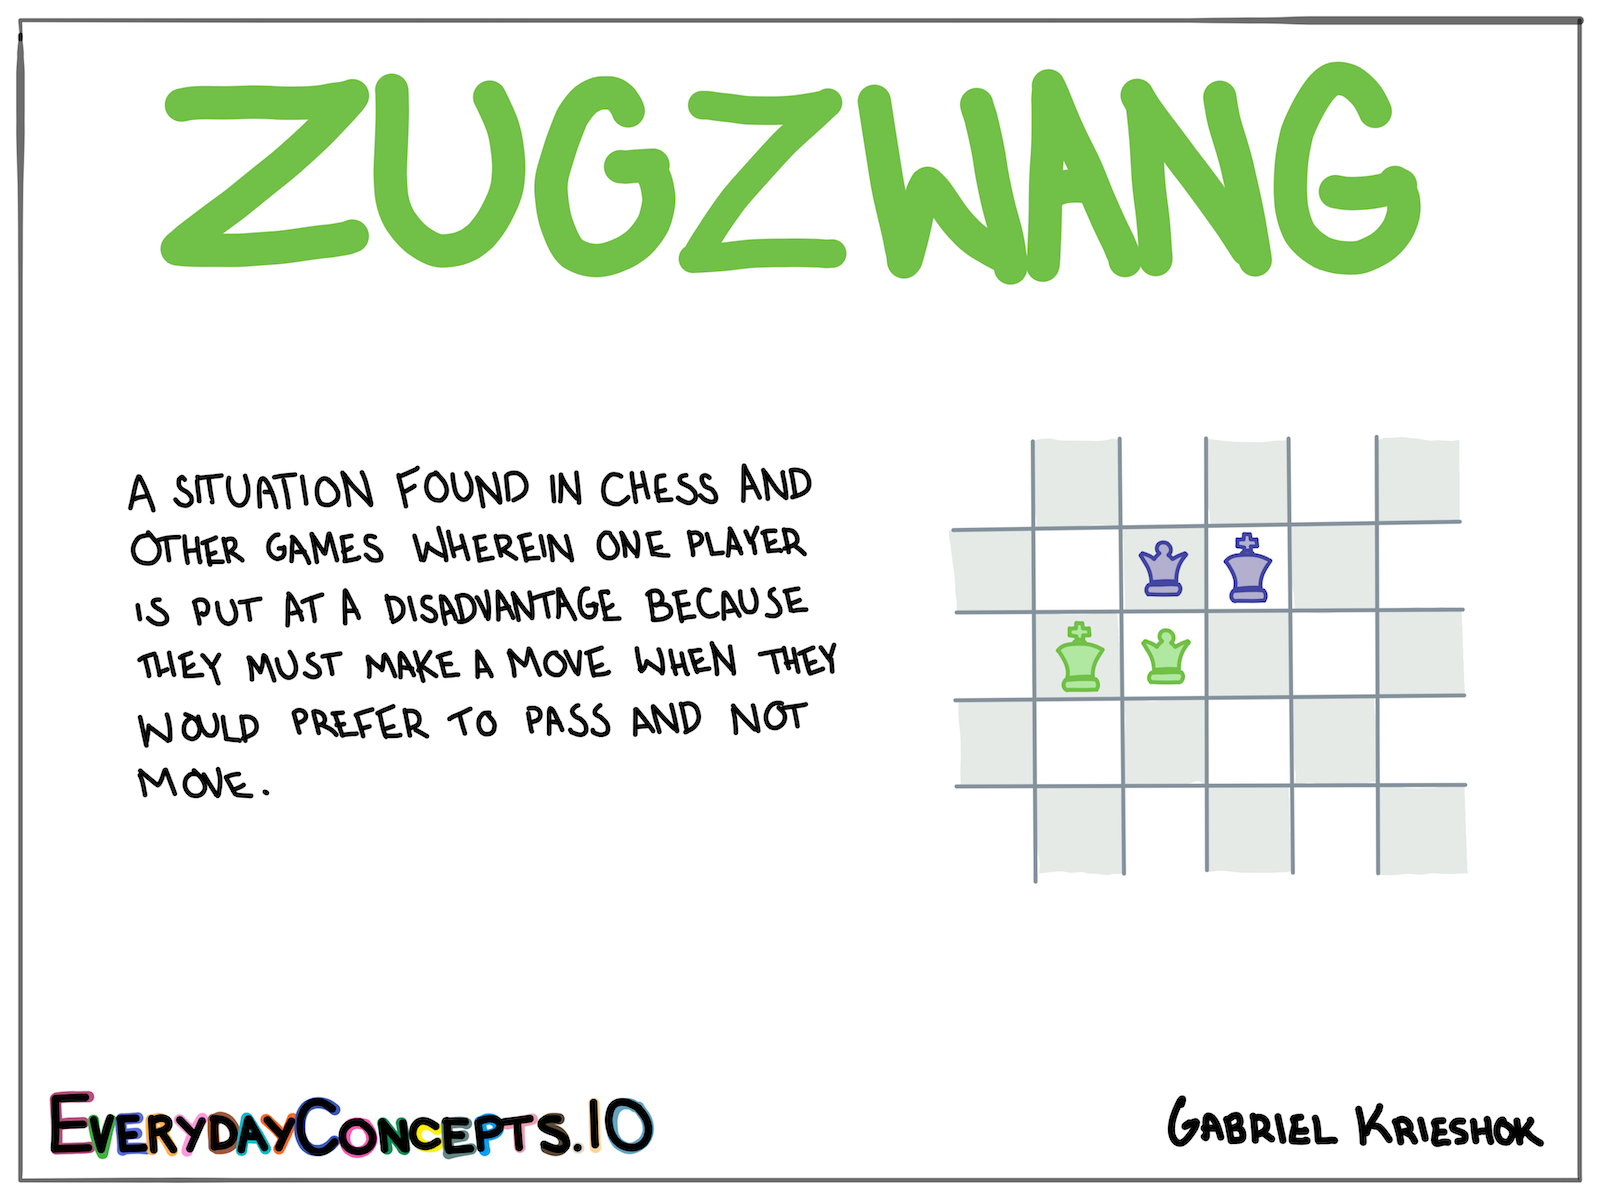 ZUGZWANG
A SITUATION FOUND IN CHESS AND
OTHER GAMES WHEREIN ONE PLAYER
IS PUT AT A DISADVANTAGE BECAUSE
THEY MUST MAKE A MOVE WHEN THEY
WOULD PREFER TO PASS AND NOT
MOVE.
EVERYDAYCONCEPTS.IO
GABRIEL KRIESHOK